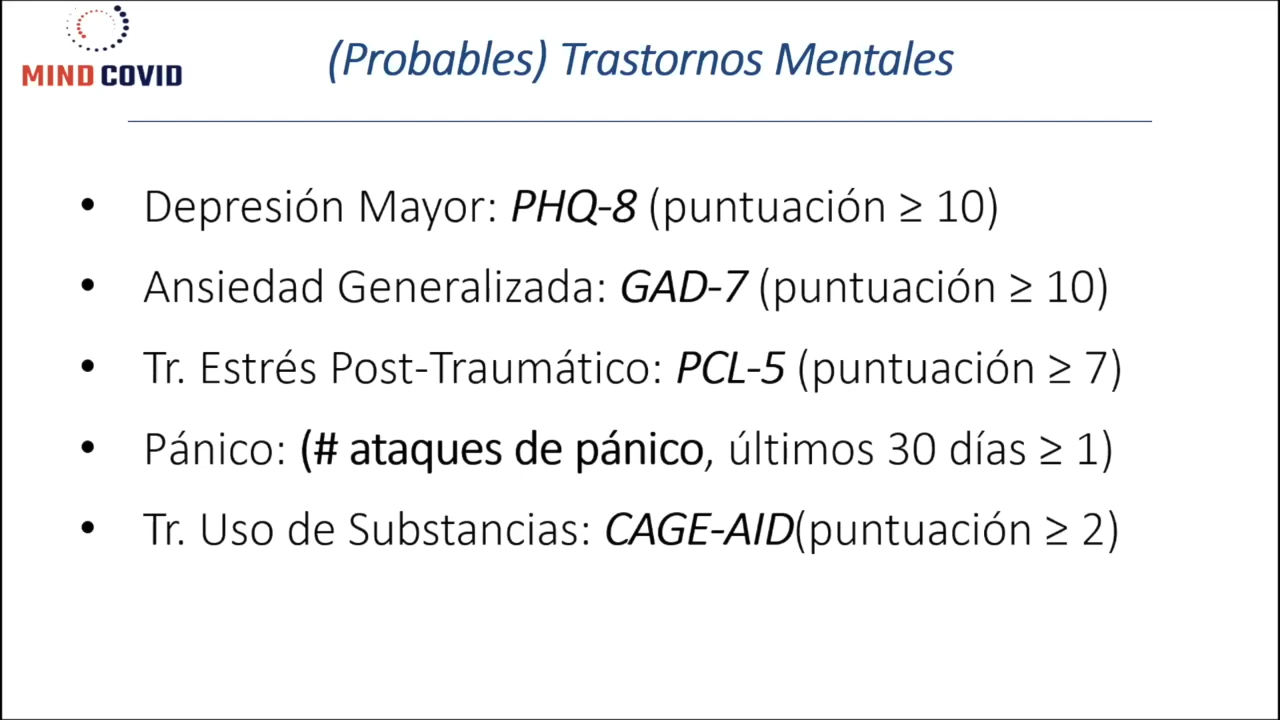 MIND COVID
(Probables) Trastornos Mentales
• Depresión Mayor: PHQ-8 (puntuación ≥ 10)
• Ansiedad Generalizada: GAD-7 (puntuación ≥ 10)
• Tr. Estrés Post-Traumático: PCL-5 (puntuación ≥ 7)
• Pánico: (# ataques de pánico, últimos 30 días ≥ 1)
• Tr. Uso de Substancias: CAGE-AID(puntuación ≥ 2)